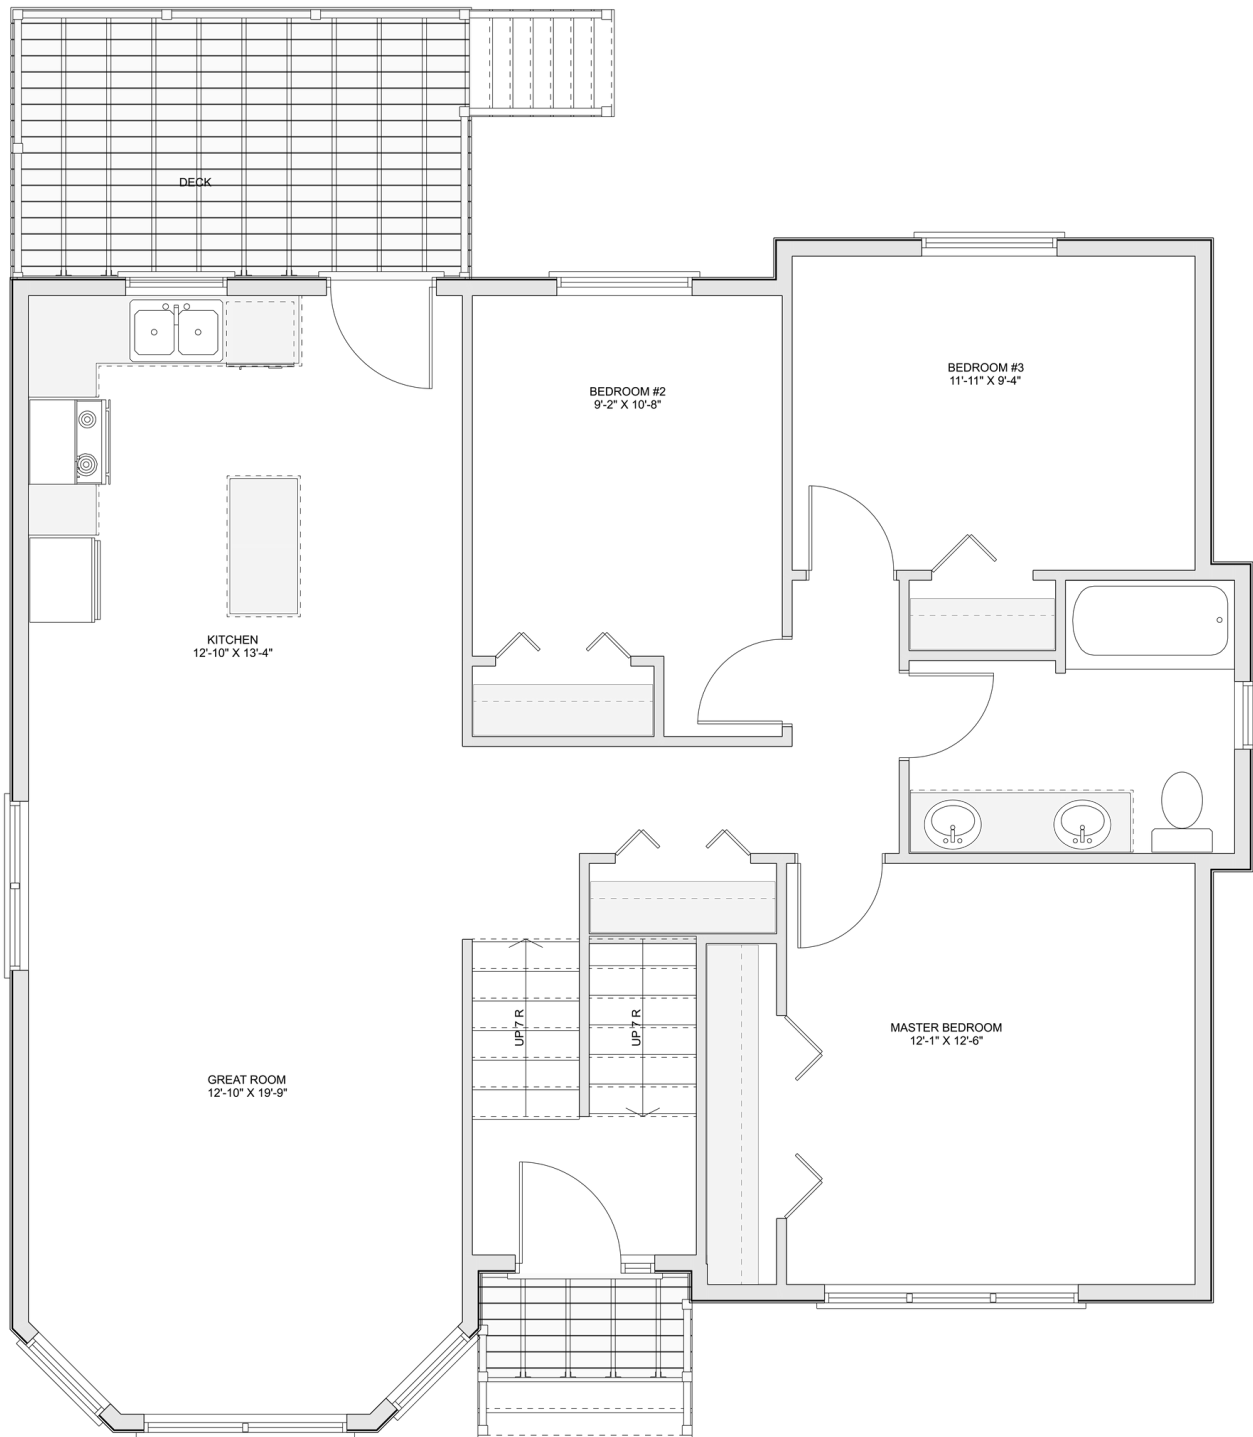 DECK
BEDROOM #3
11'-11" X 9'-4"
BEDROOM #2
9'-2" X 10'-8"
KITCHEN
12'-10" X 13'-4"
UP 7 R
UP 7 R
MASTER BEDROOM
12'-1" X 12'-6"
GREAT ROOM
12'-10" X 19'-9"